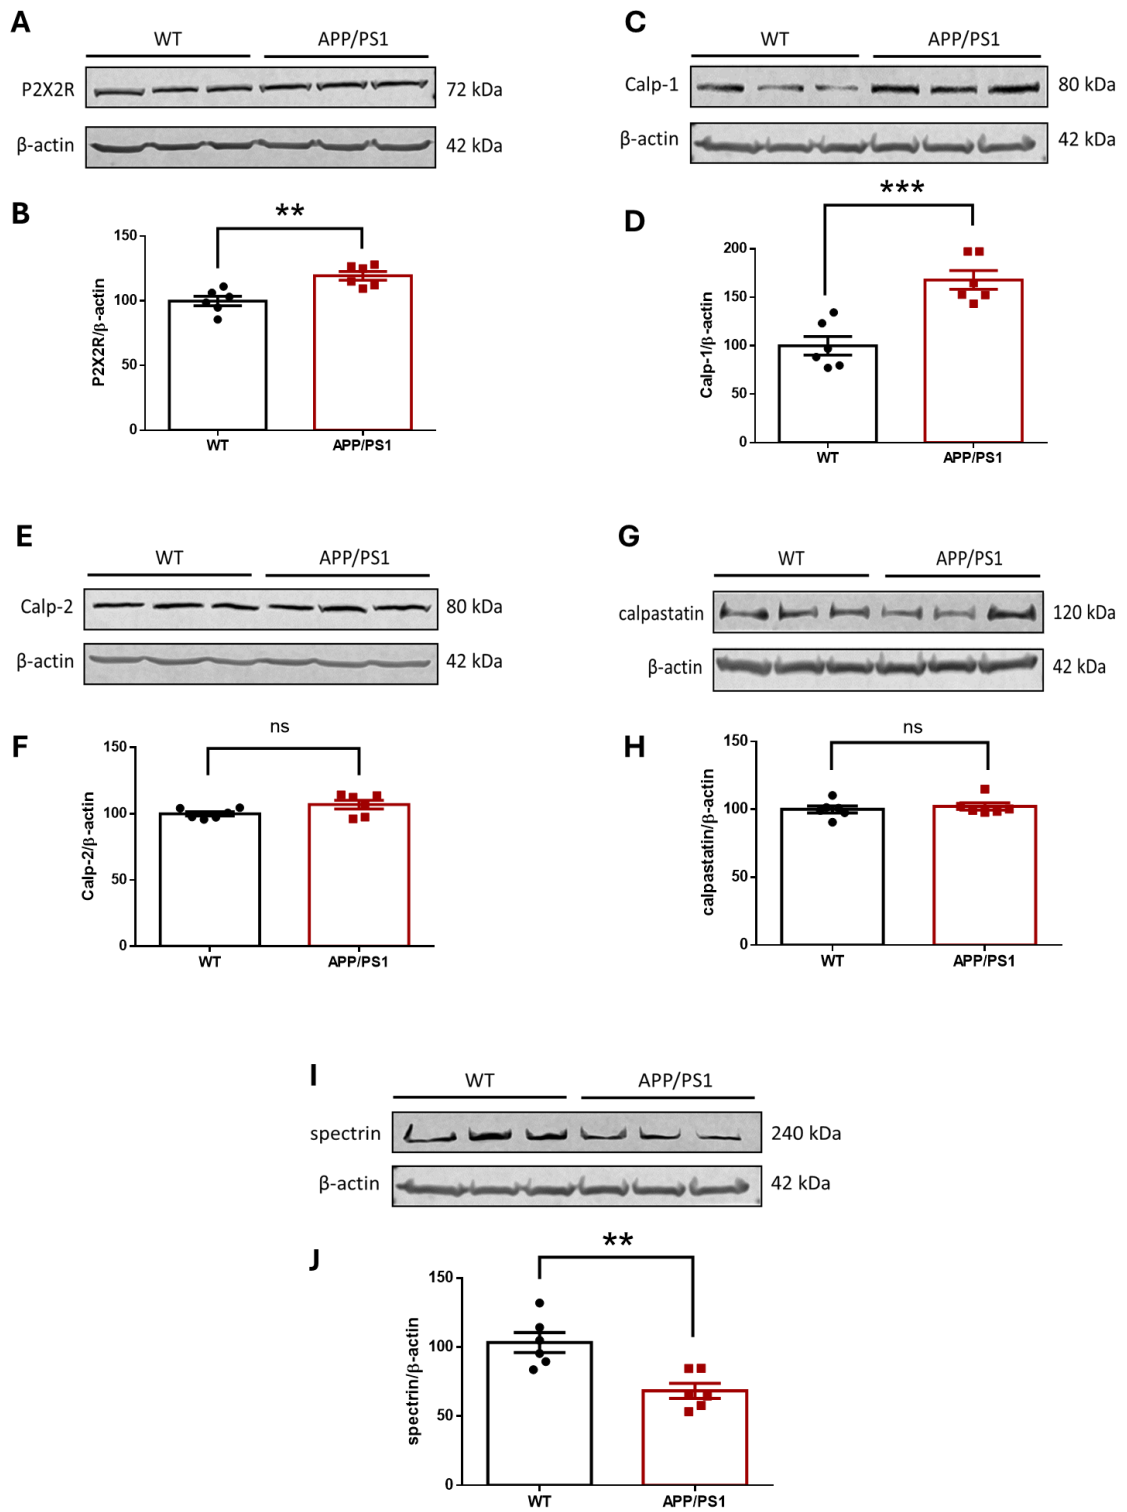 A
WT APP/PS1
P2X2R 72 kDa
β-actin 42 kDa
B
**
150
100
50
0
P2X2R/β-actin
WT APP/PS1
C
WT APP/PS1
Calp-1 80 kDa
β-actin 42 kDa
D
***
200
150
100
50
0
Calp-1/β-actin
WT APP/PS1
E
WT APP/PS1
Calp-2 80 kDa
β-actin 42 kDa
F
ns
150
100
50
0
Calp-2/β-actin
WT APP/PS1
G
WT APP/PS1
calpastatin 120 kDa
β-actin 42 kDa
H
ns
150
100
50
0
calpastatin/β-actin
WT APP/PS1
I
WT APP/PS1
spectrin 240 kDa
β-actin 42 kDa
J
**
150
100
50
0
spectrin/β-actin
WT APP/PS1